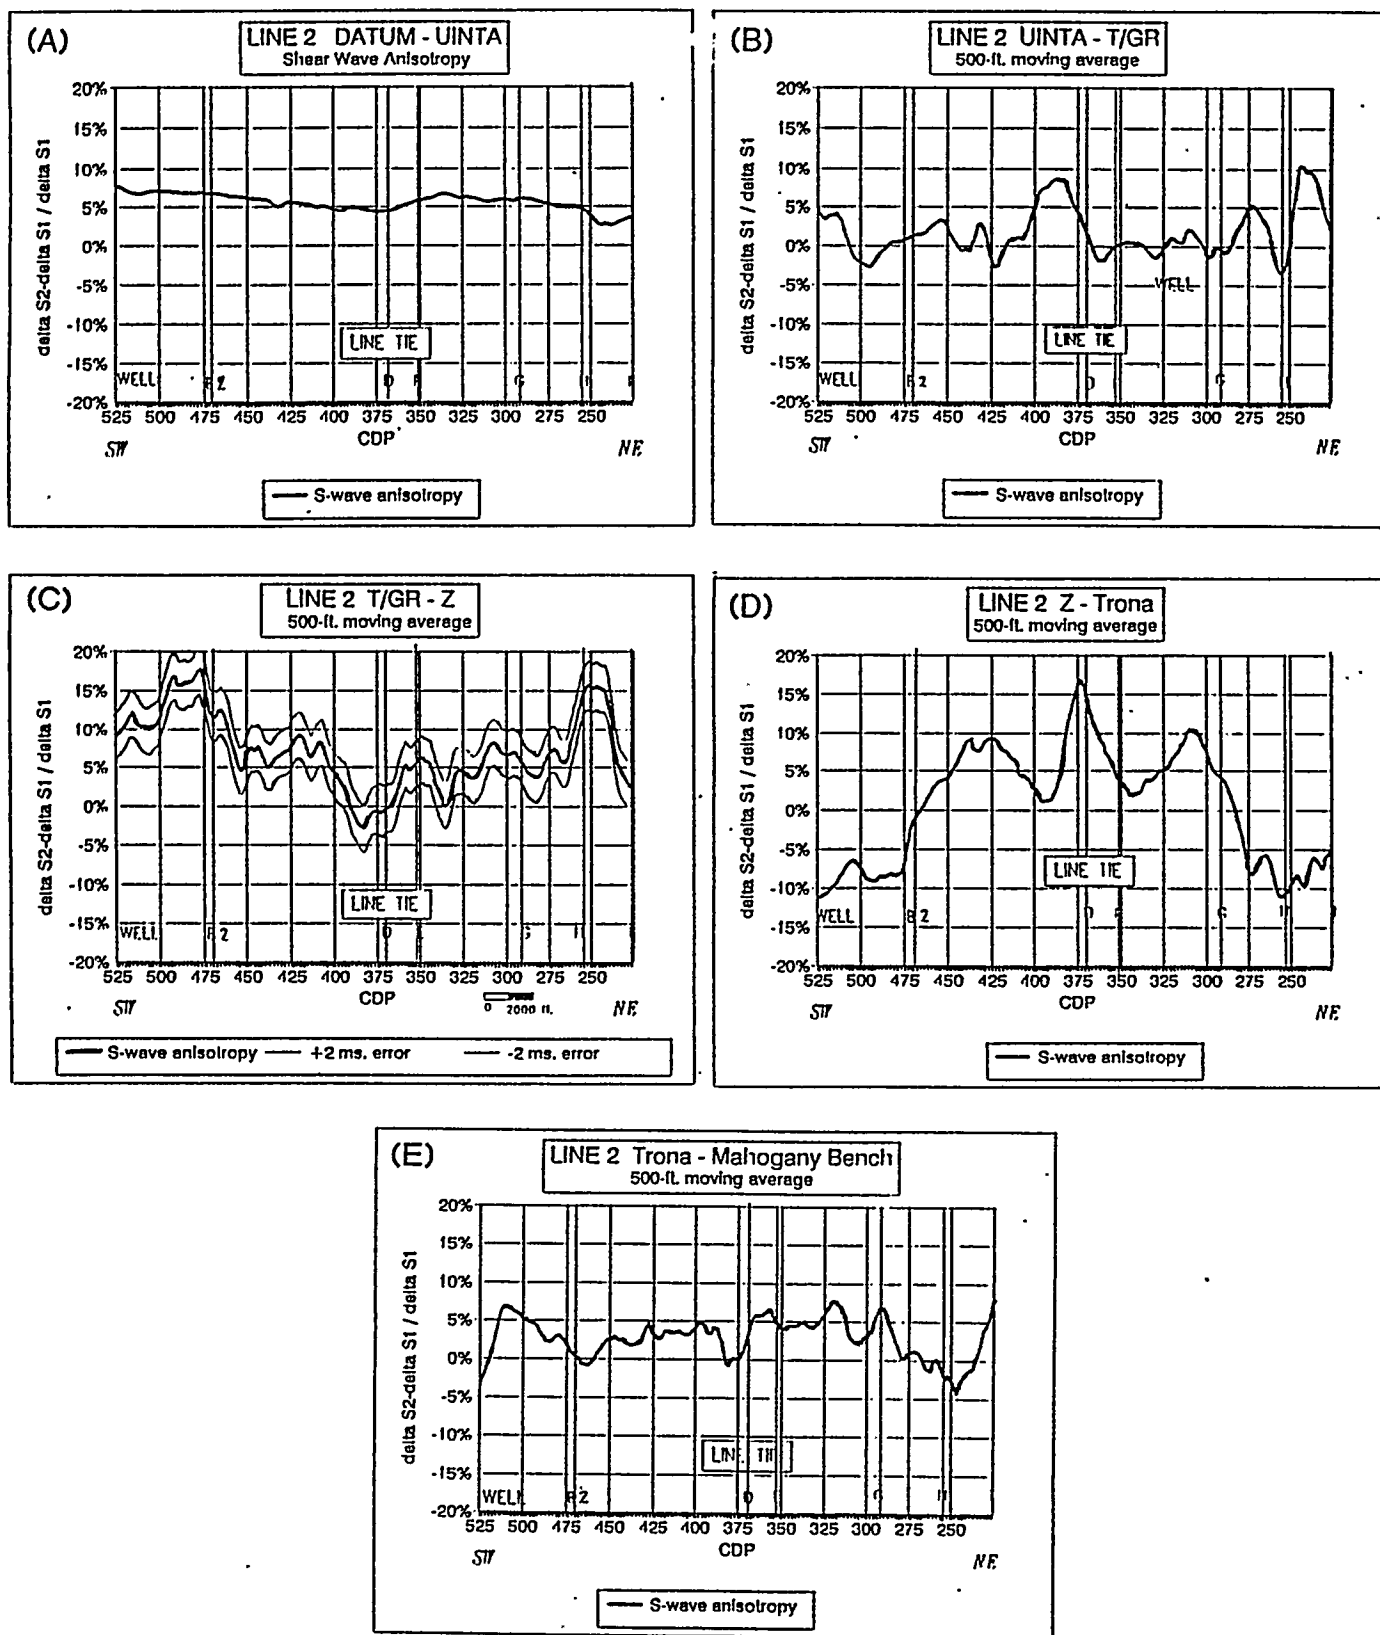 (A)
LINE 2 DATUM - UINTA
Shear Wave Anisotropy
delta S2-delta S1 / delta S1
20%
15%
10%
5%
0%
-5%
-10%
-15%
-20%
LINE TIE
WELL 2 D F G
525 500 475 450 425 400 375 350 325 300 275 250
CDP
SW NE
S-wave anisotropy
(B)
LINE 2 UINTA - T/GR
500-ft. moving average
delta S2-delta S1 / delta S1
20%
15%
10%
5%
0%
-5%
-10%
-15%
-20%
WELL
LINE TIE
WELL 2 D G
525 500 475 450 425 400 375 350 325 300 275 250
CDP
SW NE
S-wave anisotropy
(C)
LINE 2 T/GR - Z
500-ft. moving average
delta S2-delta S1 / delta S1
20%
15%
10%
5%
0%
-5%
-10%
-15%
-20%
LINE TIE
WELL 2 D G H
525 500 475 450 425 400 375 350 325 300 275 250
CDP
0 2000 ft.
SW NE
S-wave anisotropy +2 ms. error -2 ms. error
(D)
LINE 2 Z - Trona
500-ft. moving average
delta S2-delta S1 / delta S1
20%
15%
10%
5%
0%
-5%
-10%
-15%
-20%
LINE TIE
WELL 2 D F G H
525 500 475 450 425 400 375 350 325 300 275 250
CDP
SW NE
S-wave anisotropy
(E)
LINE 2 Trona - Mahogany Bench
500-ft. moving average
delta S2-delta S1 / delta S1
20%
15%
10%
5%
0%
-5%
-10%
-15%
-20%
LINE TIE
WELL 2 D G H
525 500 475 450 425 400 375 350 325 300 275 250
CDP
SW NE
S-wave anisotropy